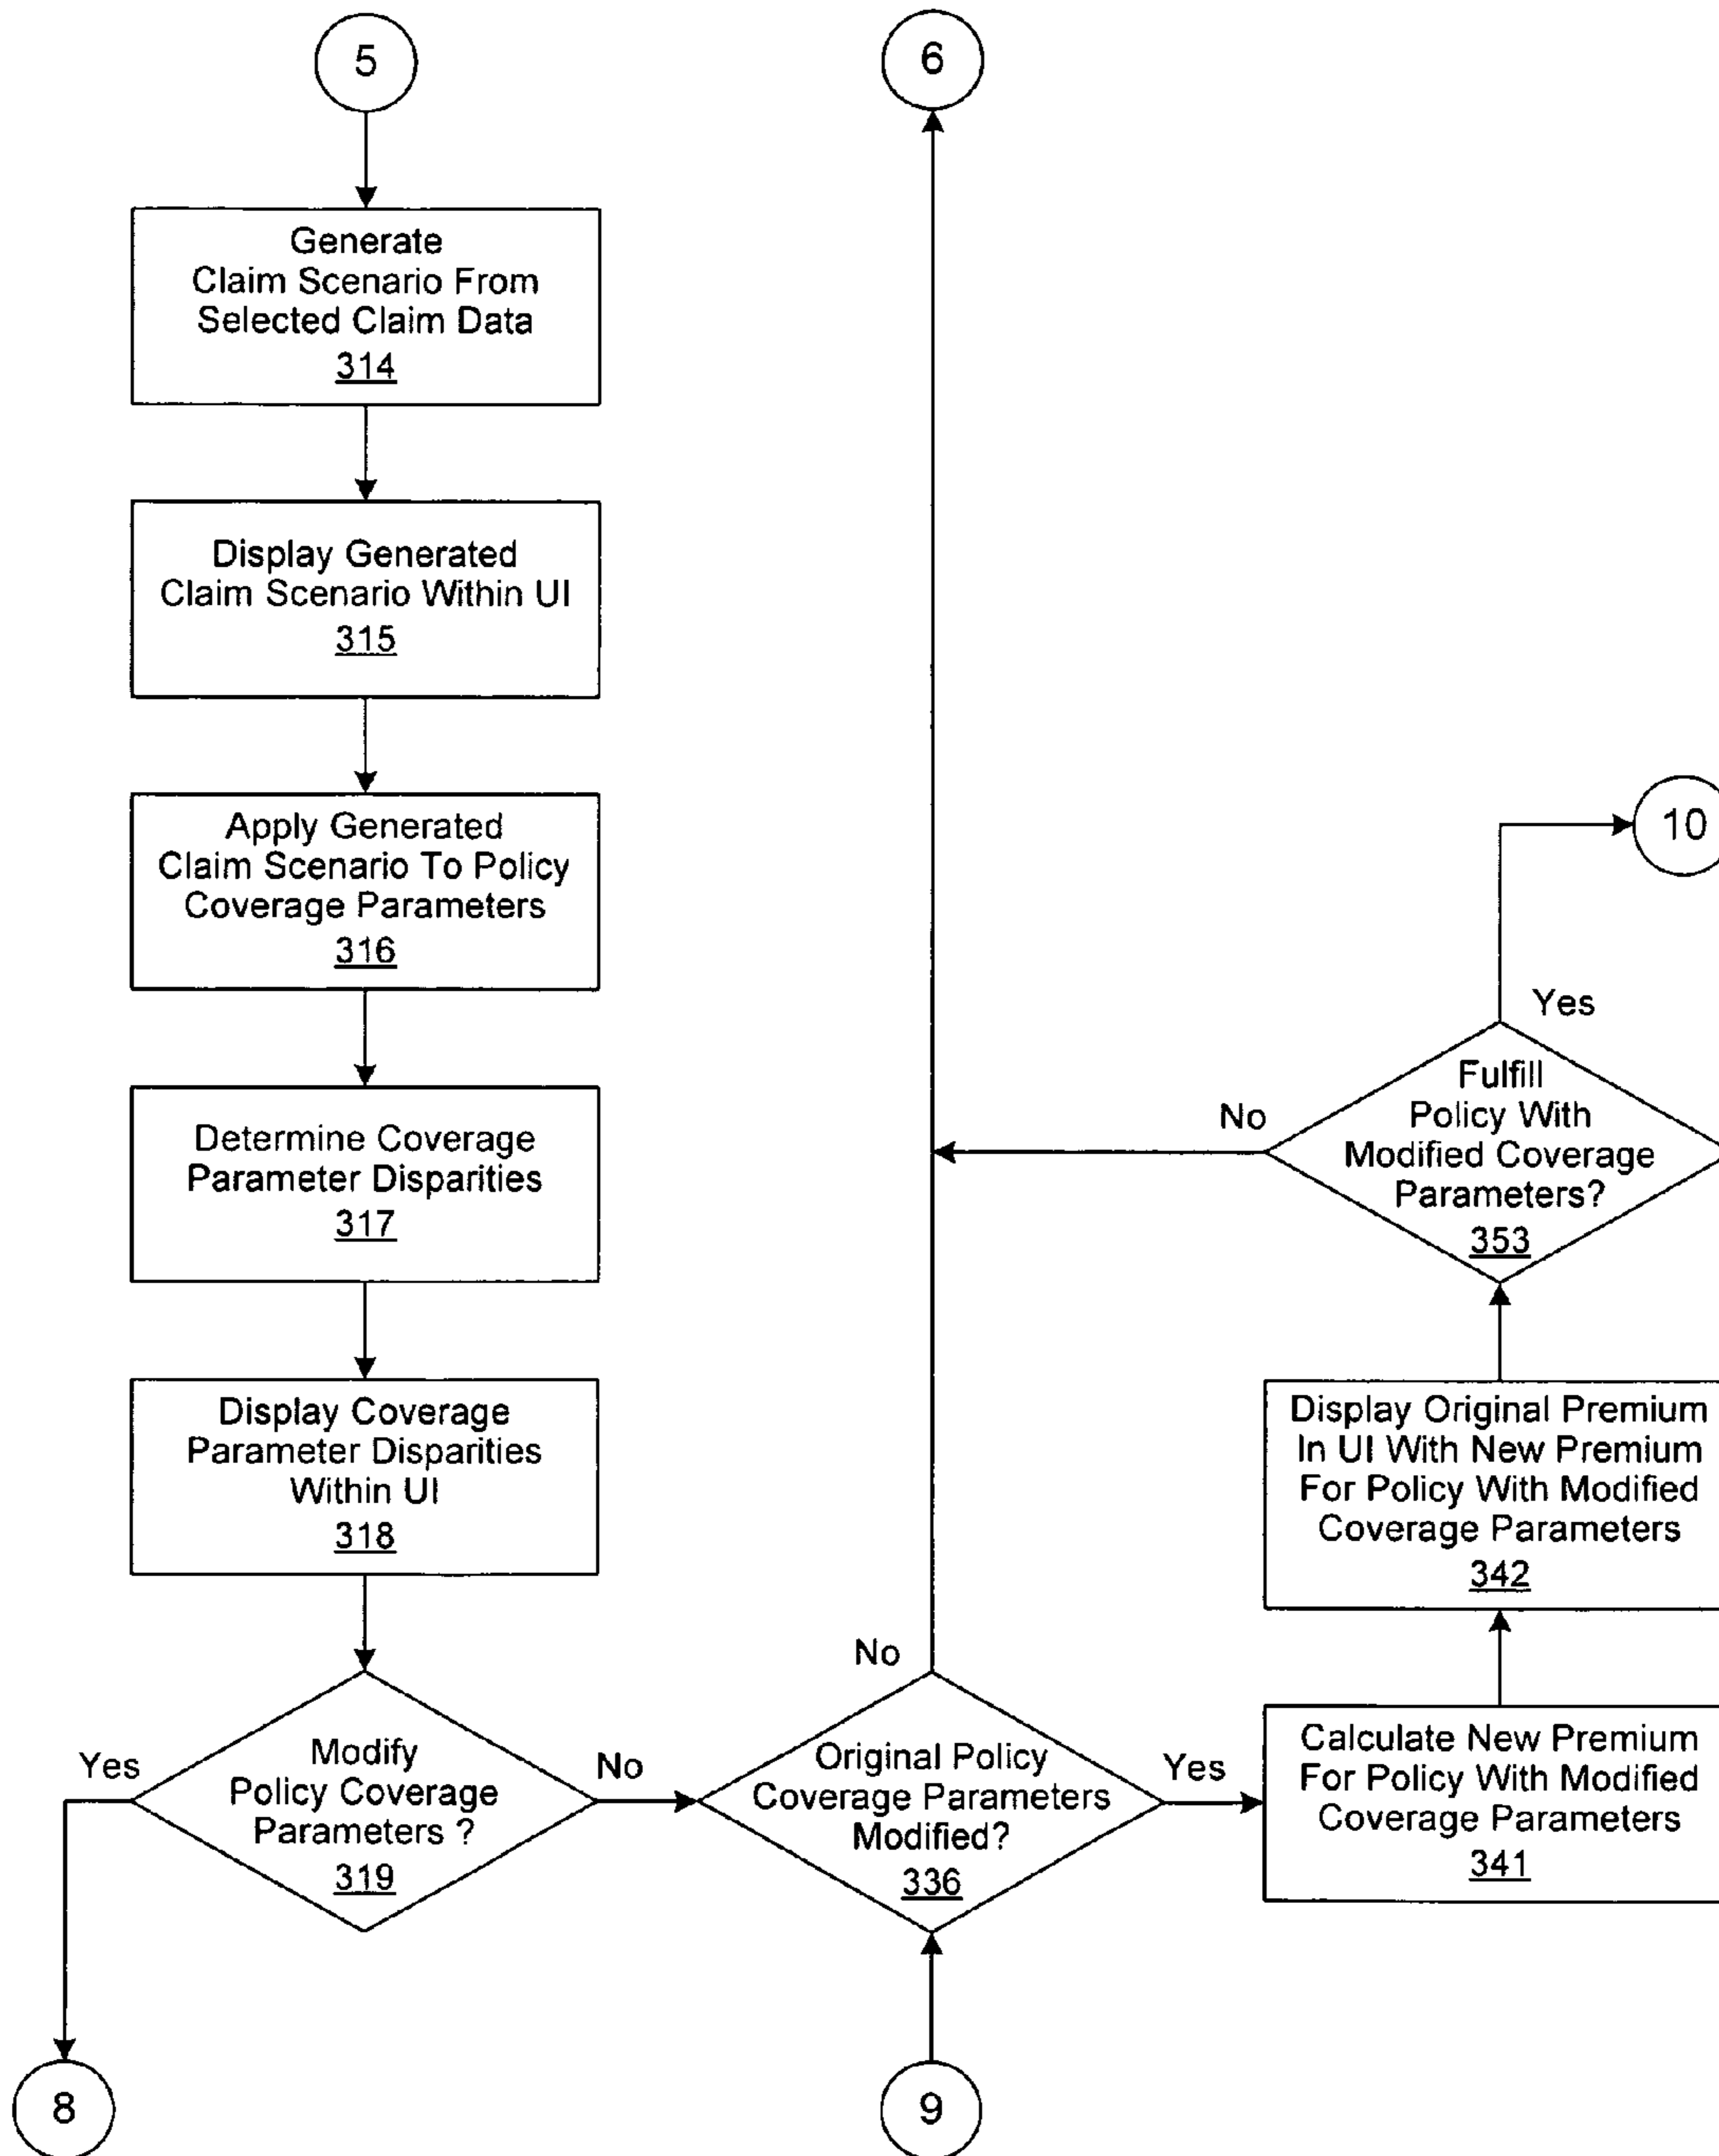 5
6
Generate
Claim Scenario From
Selected Claim Data
314
Display Generated
Claim Scenario Within UI
315
Apply Generated
Claim Scenario To Policy
Coverage Parameters
316
10
Yes
Fulfill
Policy With
Modified Coverage
Parameters?
353
No
Determine Coverage
Parameter Disparities
317
Display Coverage
Parameter Disparities
Within UI
318
Display Original Premium
In UI With New Premium
For Policy With Modified
Coverage Parameters
342
Yes
Modify
Policy Coverage
Parameters ?
319
No
No
Original Policy
Coverage Parameters
Modified?
336
Yes
Calculate New Premium
For Policy With Modified
Coverage Parameters
341
8
9